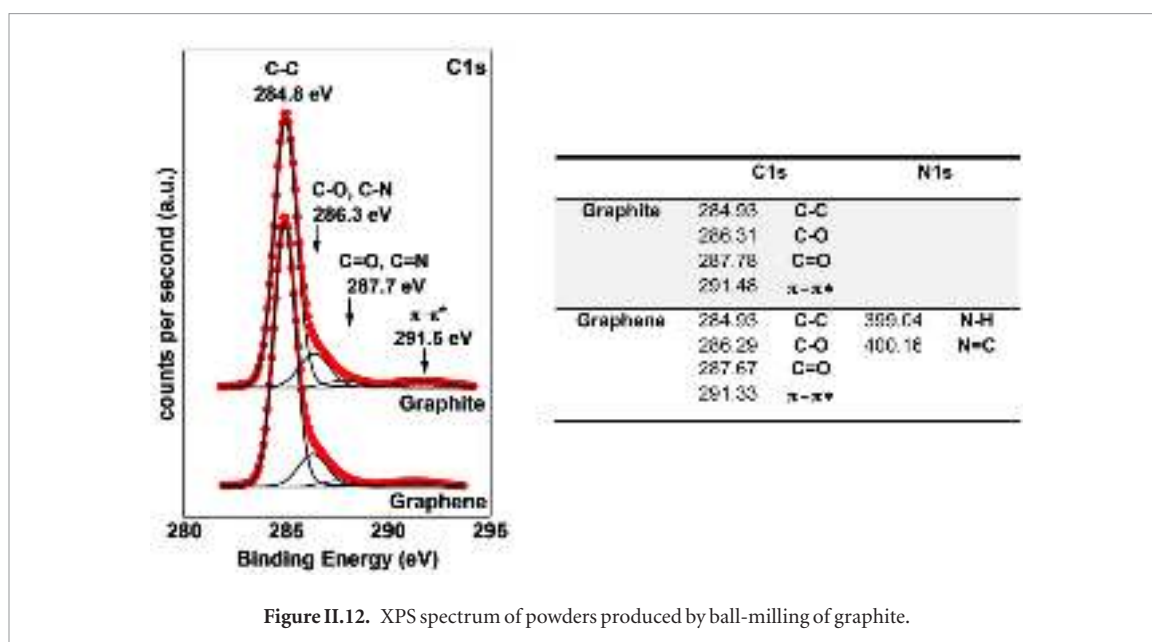 C-C
284.8 eV
C1s
C-O, C-N
286.3 eV
C=O, C=N
287.7 eV
π-π*
291.5 eV
Graphite
Graphene
counts per second (a.u.)
280 285 290 295
Binding Energy (eV)
C1s N1s
Graphite 284.93 C-C
286.31 C-O
287.78 C=O
291.48 π-π*
Graphene 284.93 C-C 399.04 N-H
286.29 C-O 400.16 N=C
287.67 C=O
291.33 π-π*
Figure II.12. XPS spectrum of powders produced by ball-milling of graphite.